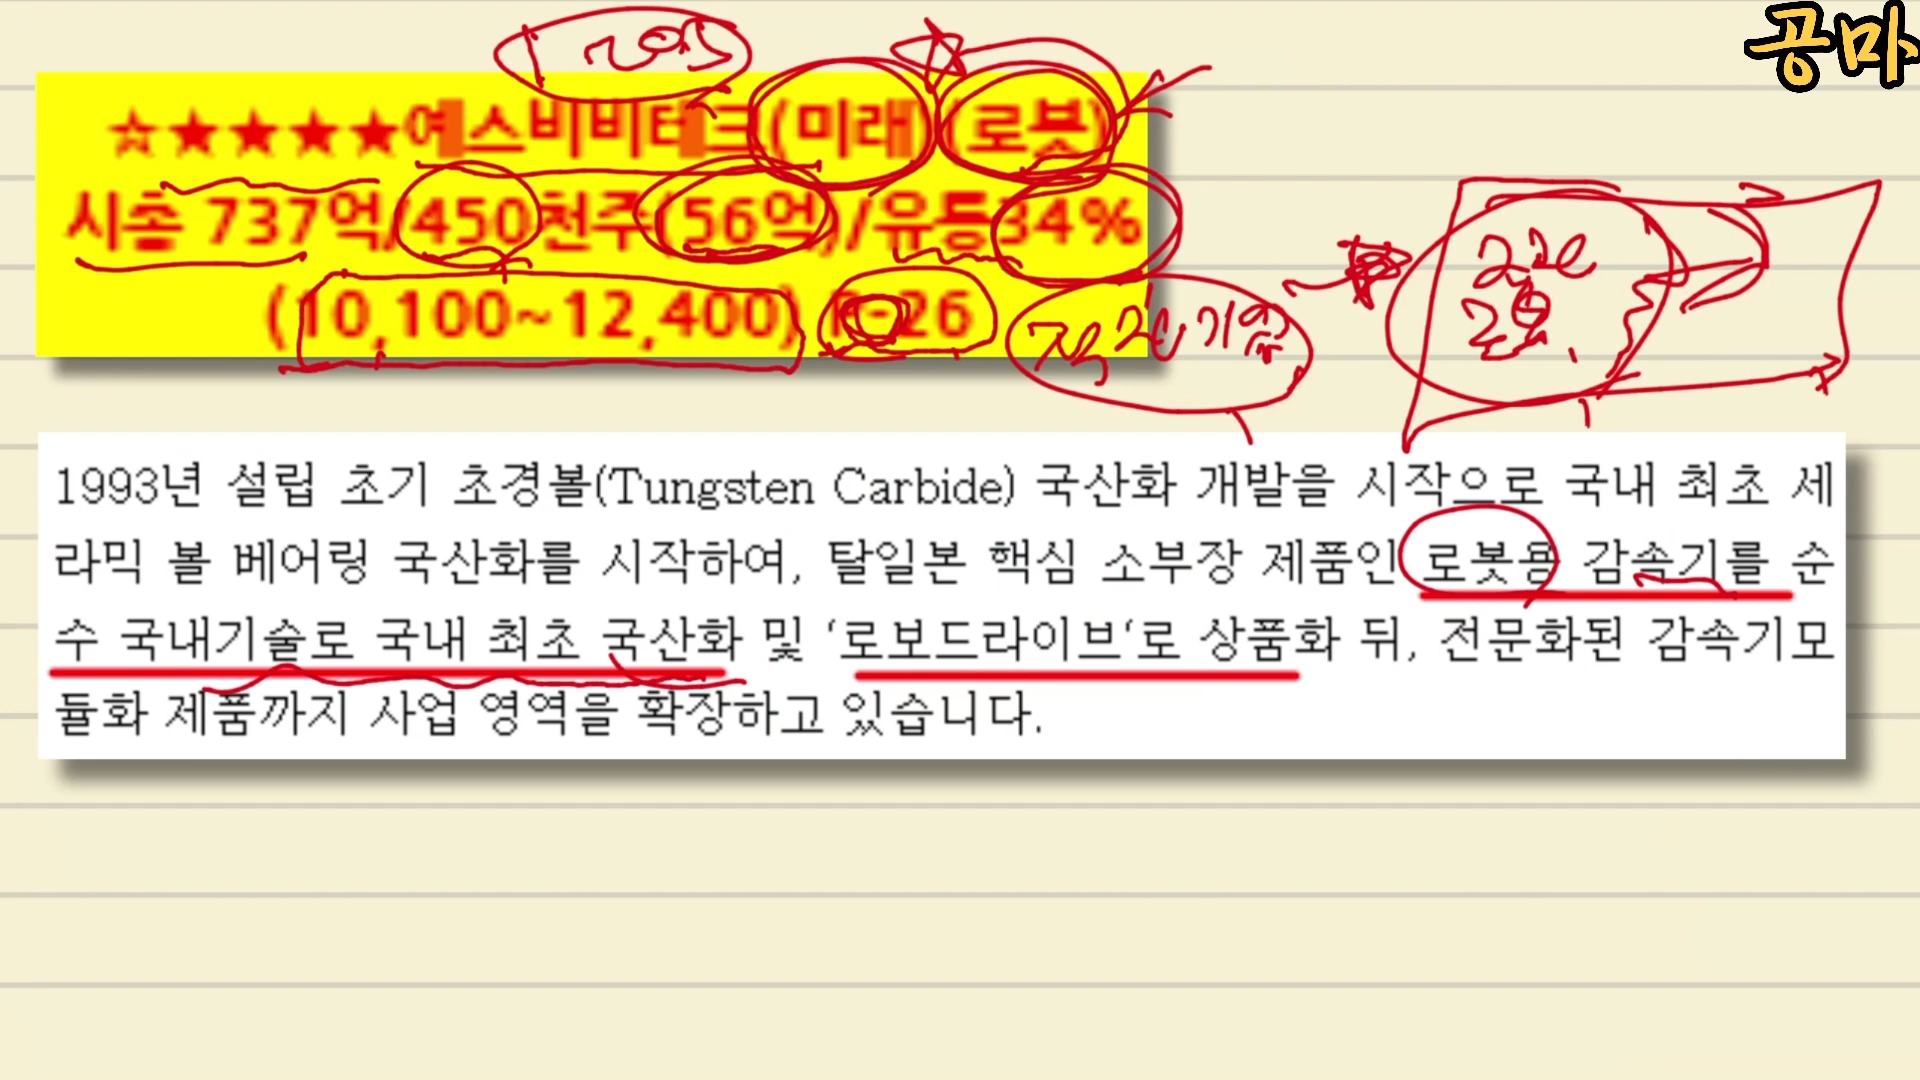 공마
☆★★★★★에스비비테크(미래)(로봇)
시총 737억/450천주(56억)/유통34%
(10,100~12,400) P-26
1993년 설립 초기 초경볼(Tungsten Carbide) 국산화 개발을 시작으로 국내 최초 세
라믹 볼 베어링 국산화를 시작하여, 탈일본 핵심 소부장 제품인 로봇용 감속기를 순
수 국내기술로 국내 최초 국산화 및 ‘로보드라이브‘로 상품화 뒤, 전문화된 감속기모
듈화 제품까지 사업 영역을 확장하고 있습니다.